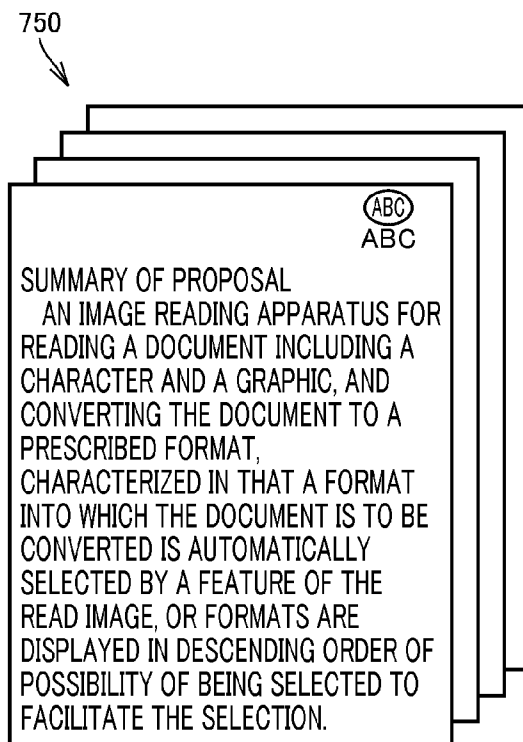 750
ABC
ABC
SUMMARY OF PROPOSAL
AN IMAGE READING APPARATUS FOR
READING A DOCUMENT INCLUDING A
CHARACTER AND A GRAPHIC, AND
CONVERTING THE DOCUMENT TO A
PRESCRIBED FORMAT,
CHARACTERIZED IN THAT A FORMAT
INTO WHICH THE DOCUMENT IS TO BE
CONVERTED IS AUTOMATICALLY
SELECTED BY A FEATURE OF THE
READ IMAGE, OR FORMATS ARE
DISPLAYED IN DESCENDING ORDER OF
POSSIBILITY OF BEING SELECTED TO
FACILITATE THE SELECTION.